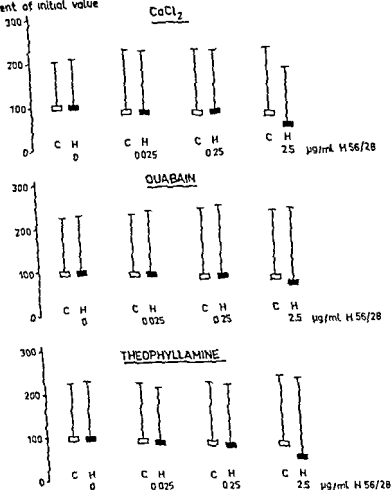 ent of initial value
CaCl2
300
200
100
0
C H C H C H C H
0 0.025 0.25 2.5 µg/ml H 56/28
OUABAIN
300
200
100
0
C H C H C H C H
0 0.025 0.25 2.5 µg/ml H 56/28
THEOPHYLLAMINE
300
200
100
0
C H C H C H C H
0 0.025 0.25 2.5 µg/ml H 56/28